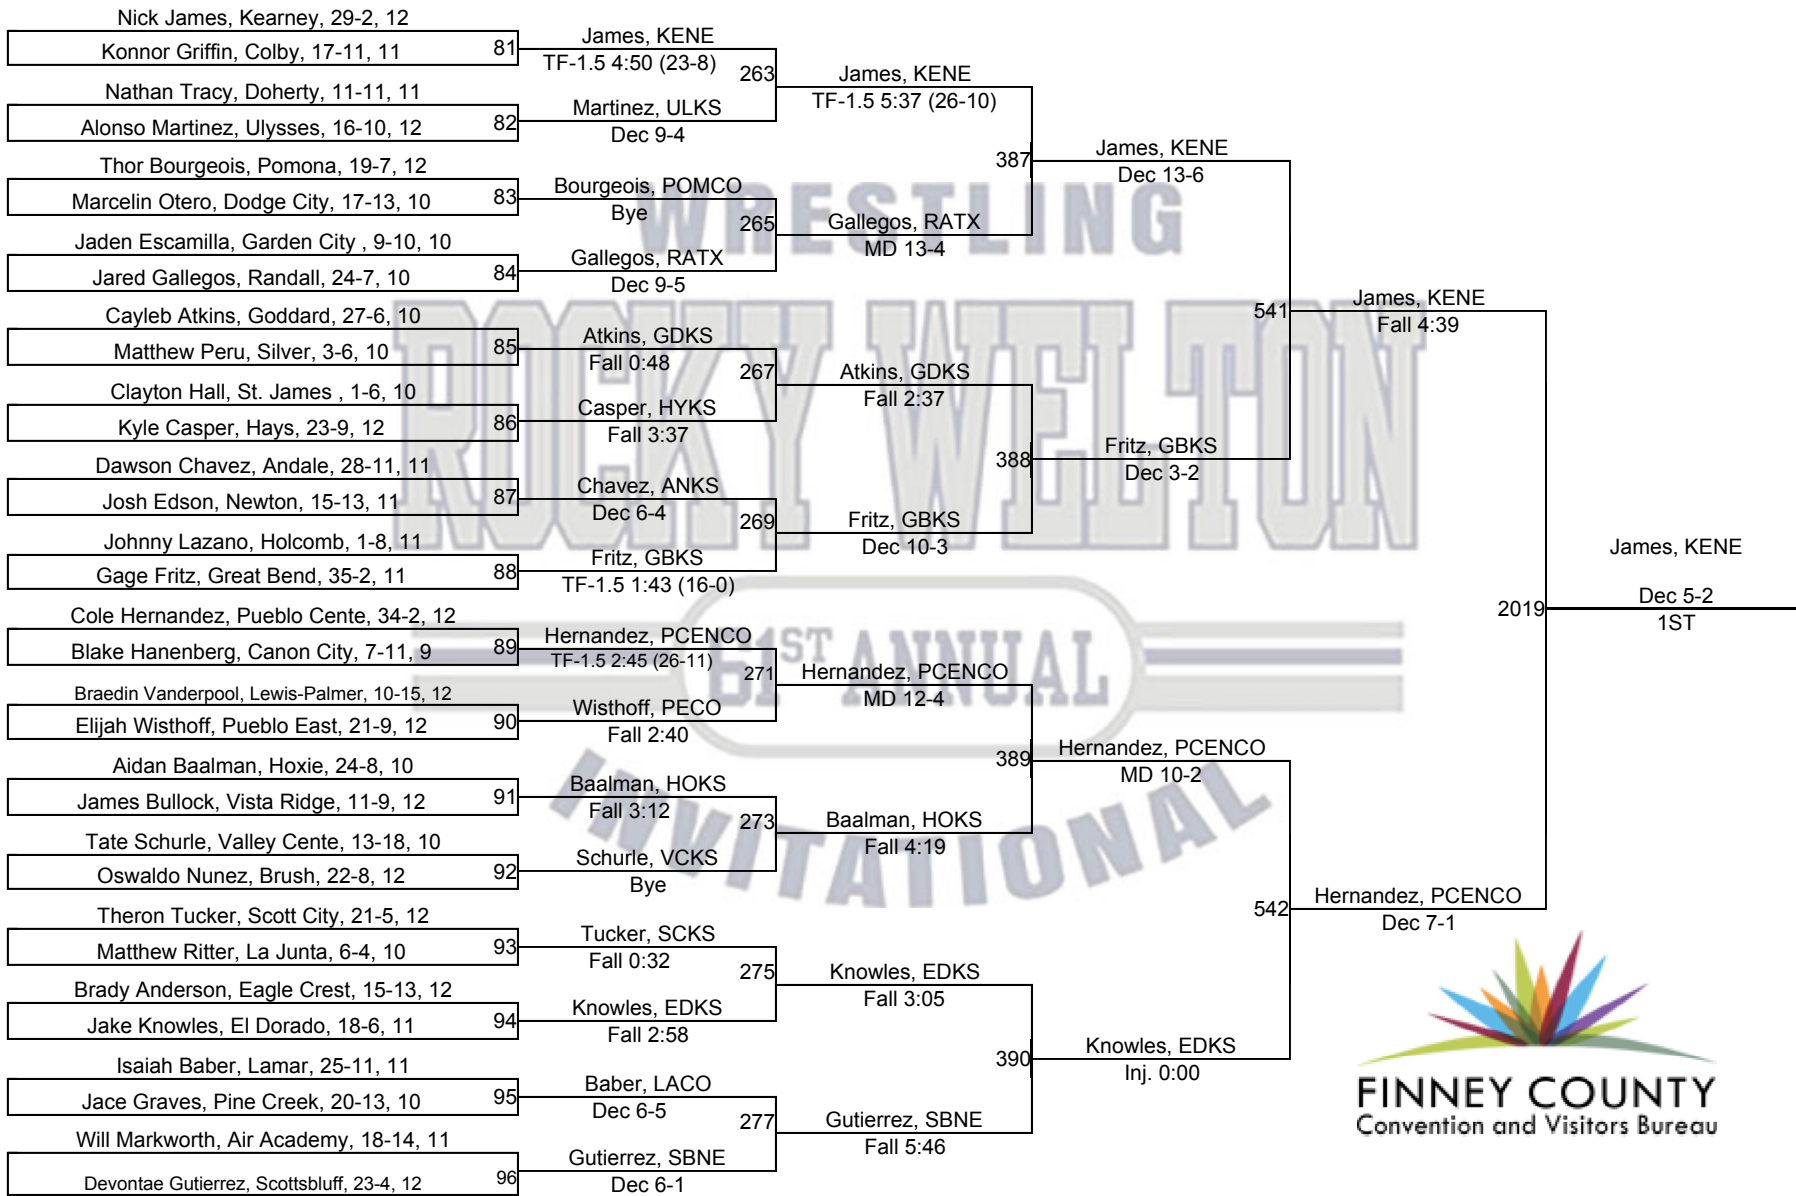 Nick James, Kearney, 29-2, 12
Konnor Griffin, Colby, 17-11, 11
81
Nathan Tracy, Doherty, 11-11, 11
Alonso Martinez, Ulysses, 16-10, 12
82
Thor Bourgeois, Pomona, 19-7, 12
Marcelin Otero, Dodge City, 17-13, 10
83
Jaden Escamilla, Garden City , 9-10, 10
Jared Gallegos, Randall, 24-7, 10
84
Cayleb Atkins, Goddard, 27-6, 10
Matthew Peru, Silver, 3-6, 10
85
Clayton Hall, St. James , 1-6, 10
Kyle Casper, Hays, 23-9, 12
86
Dawson Chavez, Andale, 28-11, 11
Josh Edson, Newton, 15-13, 11
87
Johnny Lazano, Holcomb, 1-8, 11
Gage Fritz, Great Bend, 35-2, 11
88
Cole Hernandez, Pueblo Cente, 34-2, 12
Blake Hanenberg, Canon City, 7-11, 9
89
Braedin Vanderpool, Lewis-Palmer, 10-15, 12
Elijah Wisthoff, Pueblo East, 21-9, 12
90
Aidan Baalman, Hoxie, 24-8, 10
James Bullock, Vista Ridge, 11-9, 12
91
Tate Schurle, Valley Cente, 13-18, 10
Oswaldo Nunez, Brush, 22-8, 12
92
Theron Tucker, Scott City, 21-5, 12
Matthew Ritter, La Junta, 6-4, 10
93
Brady Anderson, Eagle Crest, 15-13, 12
Jake Knowles, El Dorado, 18-6, 11
94
Isaiah Baber, Lamar, 25-11, 11
Jace Graves, Pine Creek, 20-13, 10
95
Will Markworth, Air Academy, 18-14, 11
Devontae Gutierrez, Scottsbluff, 23-4, 12
96
James, KENE
TF-1.5 4:50 (23-8)
263
Martinez, ULKS
Dec 9-4
Bourgeois, POMCO
Bye
265
Gallegos, RATX
Dec 9-5
Atkins, GDKS
Fall 0:48
267
Casper, HYKS
Fall 3:37
Chavez, ANKS
Dec 6-4
269
Fritz, GBKS
TF-1.5 1:43 (16-0)
Hernandez, PCENCO
TF-1.5 2:45 (26-11)
271
Wisthoff, PECO
Fall 2:40
Baalman, HOKS
Fall 3:12
273
Schurle, VCKS
Bye
Tucker, SCKS
Fall 0:32
275
Knowles, EDKS
Fall 2:58
Baber, LACO
Dec 6-5
277
Gutierrez, SBNE
Dec 6-1
James, KENE
TF-1.5 5:37 (26-10)
387
Gallegos, RATX
MD 13-4
Atkins, GDKS
Fall 2:37
388
Fritz, GBKS
Dec 10-3
Hernandez, PCENCO
MD 12-4
389
Baalman, HOKS
Fall 4:19
Knowles, EDKS
Fall 3:05
390
Gutierrez, SBNE
Fall 5:46
James, KENE
Dec 13-6
541
Fritz, GBKS
Dec 3-2
Hernandez, PCENCO
MD 10-2
542
Knowles, EDKS
Inj. 0:00
James, KENE
Fall 4:39
2019
Hernandez, PCENCO
Dec 7-1
James, KENE
Dec 5-2
1ST
WRESTLING
ROCKY WELTON
61ST ANNUAL
INVITATIONAL
FINNEY COUNTY
Convention and Visitors Bureau